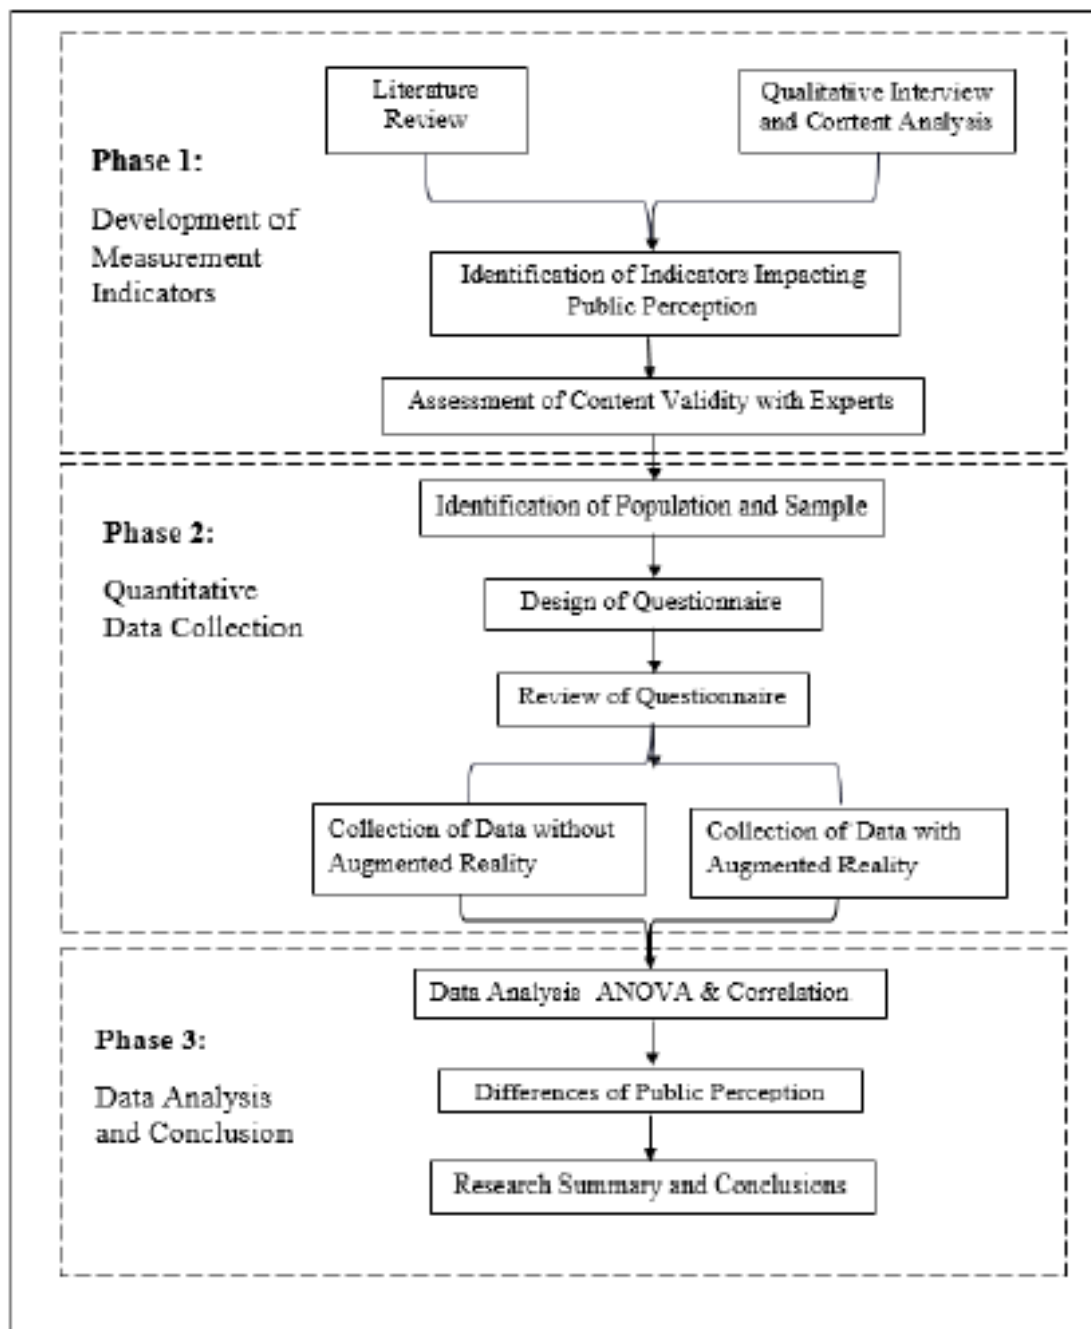 Literature
Review
Qualitative Interview
and Content Analysis
Phase 1:
Development of
Measurement
Indicators
Identification of Indicators Impacting
Public Perception
Assessment of Content Validity with Experts
Identification of Population and Sample
Phase 2:
Quantitative
Data Collection
Design of Questionnaire
Review of Questionnaire
Collection of Data without
Augmented Reality
Collection of Data with
Augmented Reality
Data Analysis ANOVA & Correlation
Phase 3:
Data Analysis
and Conclusion
Differences of Public Perception
Research Summary and Conclusions